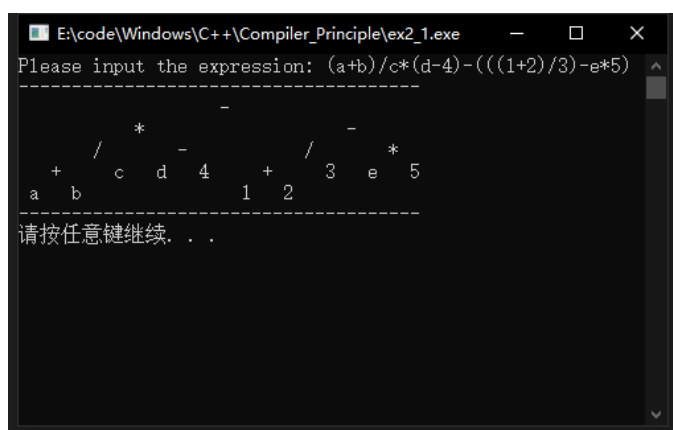 E:\code\Windows\C++\Compiler_Principle\ex2_1.exe
Please input the expression: (a+b)/c*(d-4)-(((1+2)/3)-e*5)
--------------------------------------
-
* -
/ - / *
+ c d 4 + 3 e 5
a b 1 2
--------------------------------------
请按任意键继续. . .